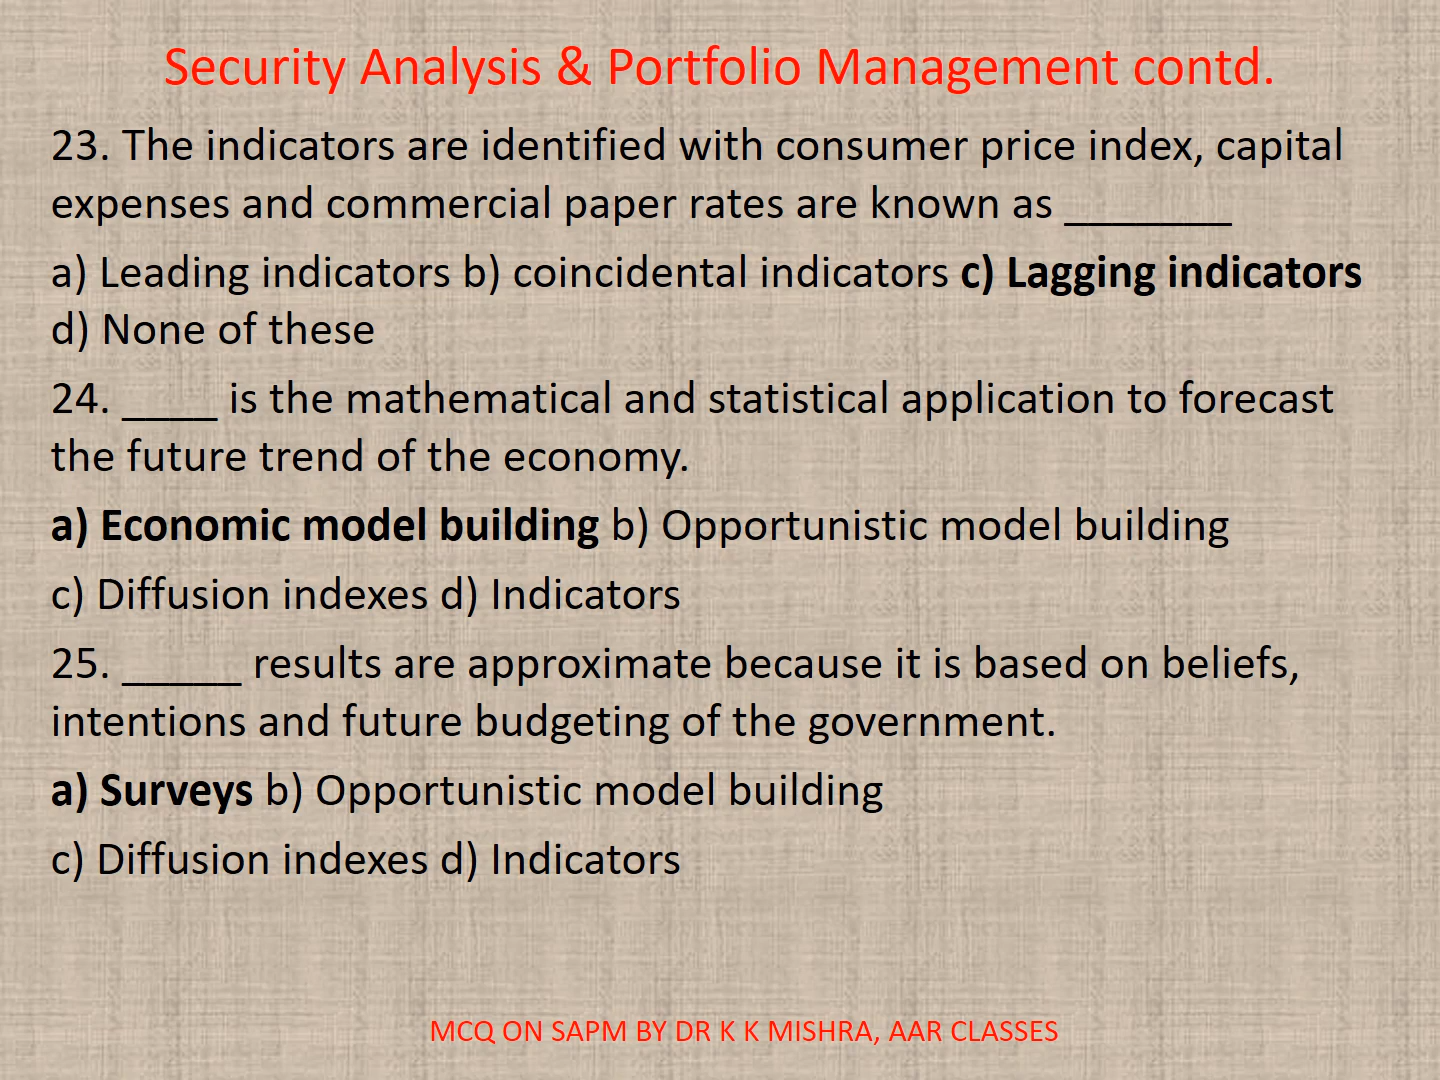 Security Analysis & Portfolio Management contd.
23. The indicators are identified with consumer price index, capital
expenses and commercial paper rates are known as _______
a) Leading indicators b) coincidental indicators c) Lagging indicators
d) None of these
24. ____ is the mathematical and statistical application to forecast
the future trend of the economy.
a) Economic model building b) Opportunistic model building
c) Diffusion indexes d) Indicators
25. _____ results are approximate because it is based on beliefs,
intentions and future budgeting of the government.
a) Surveys b) Opportunistic model building
c) Diffusion indexes d) Indicators
MCQ ON SAPM BY DR K K MISHRA, AAR CLASSES